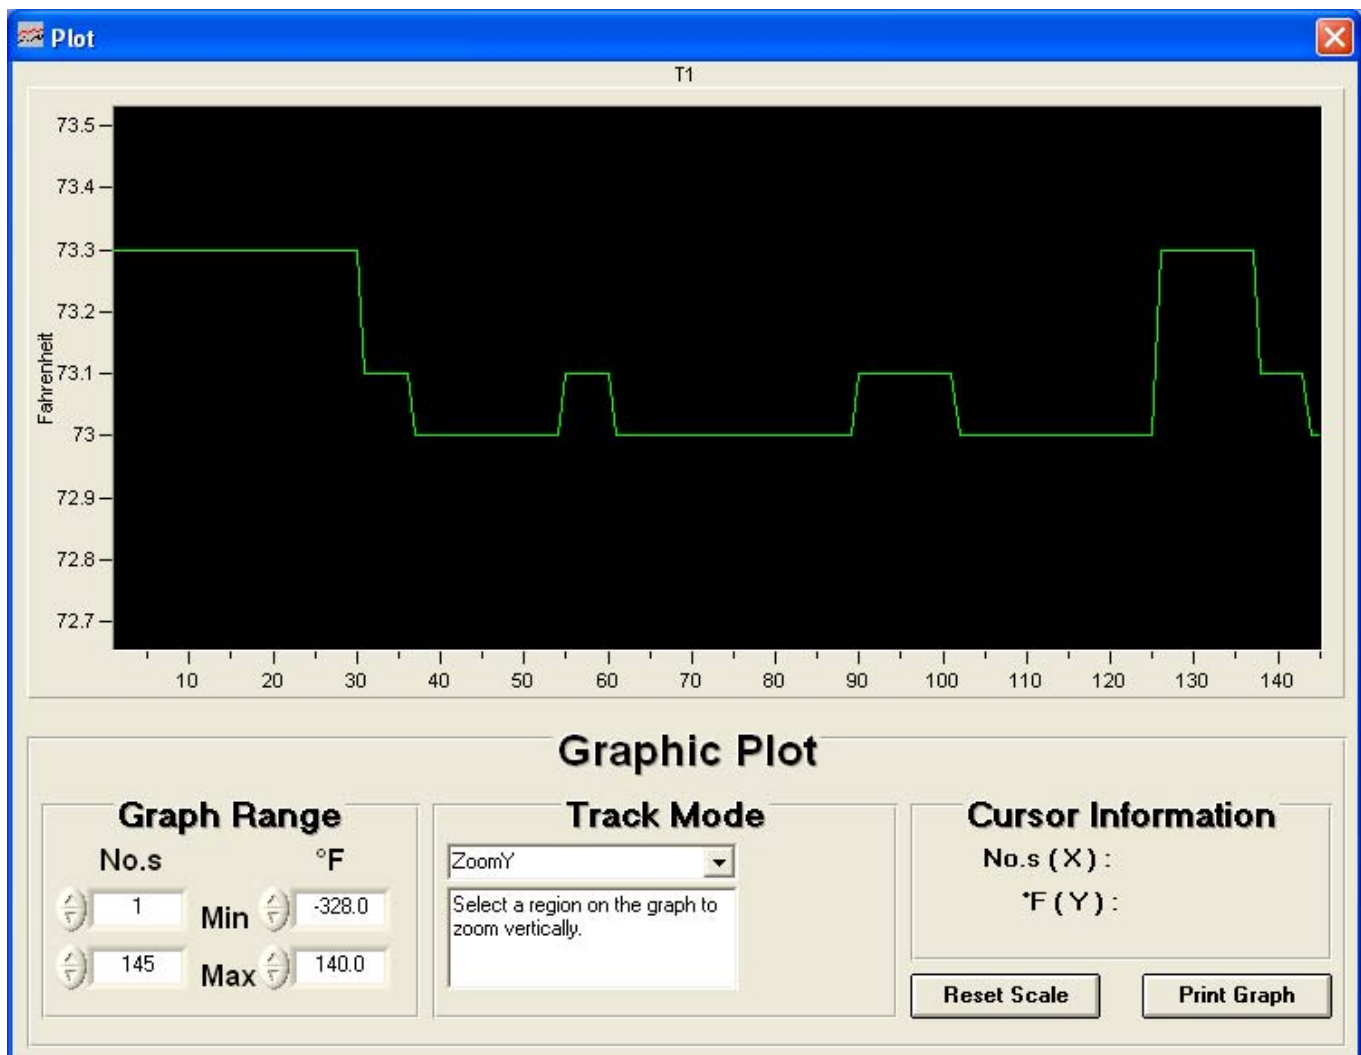 Plot
T1
73.5
73.4
73.3
73.2
73.1
73
72.9
72.8
72.7
Fahrenheit
10 20 30 40 50 60 70 80 90 100 110 120 130 140
Graphic Plot
Graph Range
No.s °F
1 Min -328.0
145 Max 140.0
Track Mode
ZoomY
Select a region on the graph to
zoom vertically.
Cursor Information
No.s ( X ) :
°F ( Y ) :
Reset Scale
Print Graph